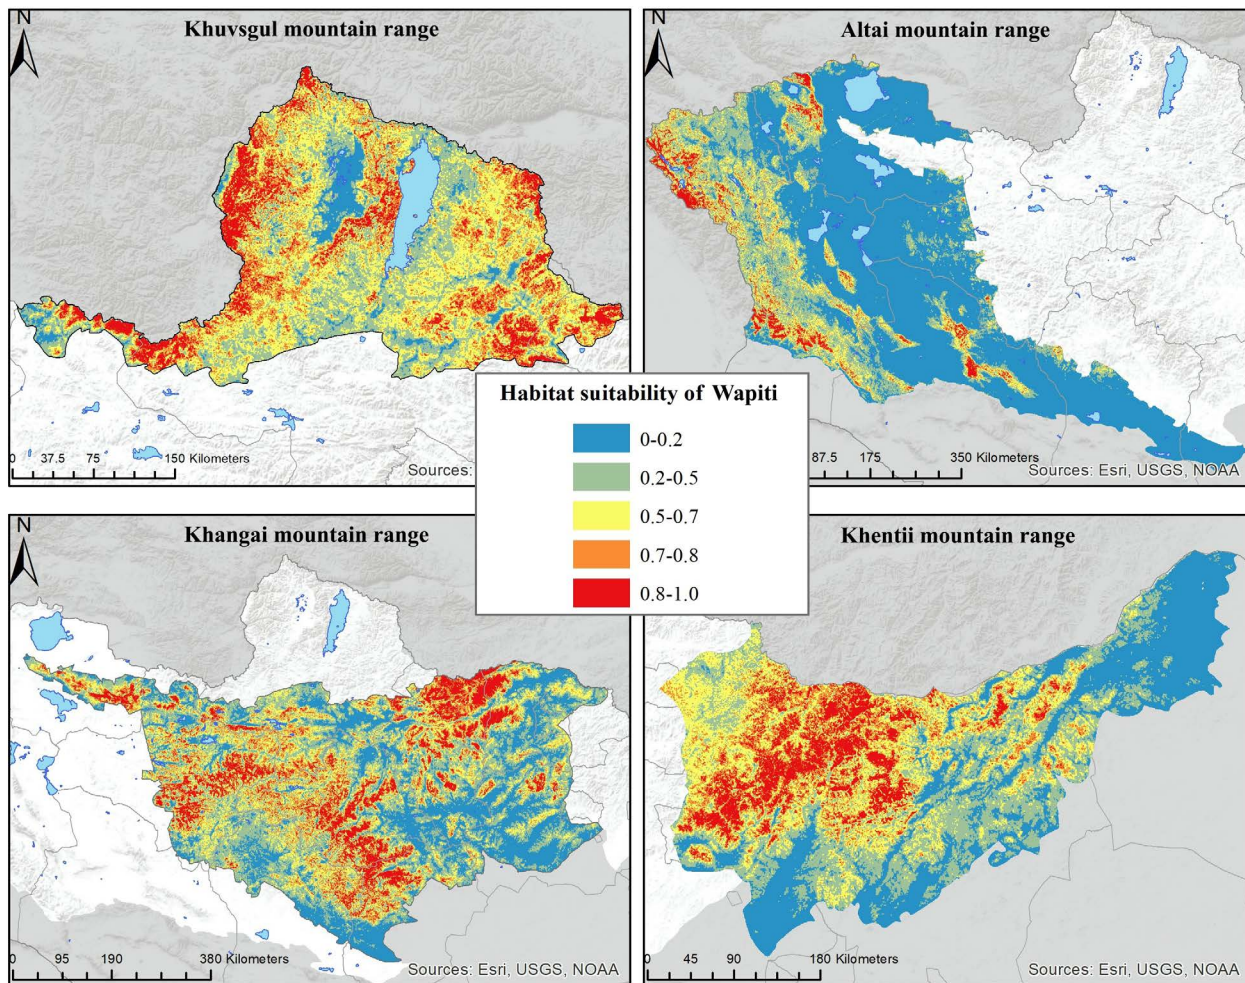 N
Khuvsgul mountain range
0 37.5 75 150 Kilometers
Sources:
N
Altai mountain range
87.5 175 350 Kilometers
Sources: Esri, USGS, NOAA
Habitat suitability of Wapiti
0-0.2
0.2-0.5
0.5-0.7
0.7-0.8
0.8-1.0
N
Khangai mountain range
0 95 190 380 Kilometers
Sources: Esri, USGS, NOAA
Khentii mountain range
0 45 90 180 Kilometers
Sources: Esri, USGS, NOAA